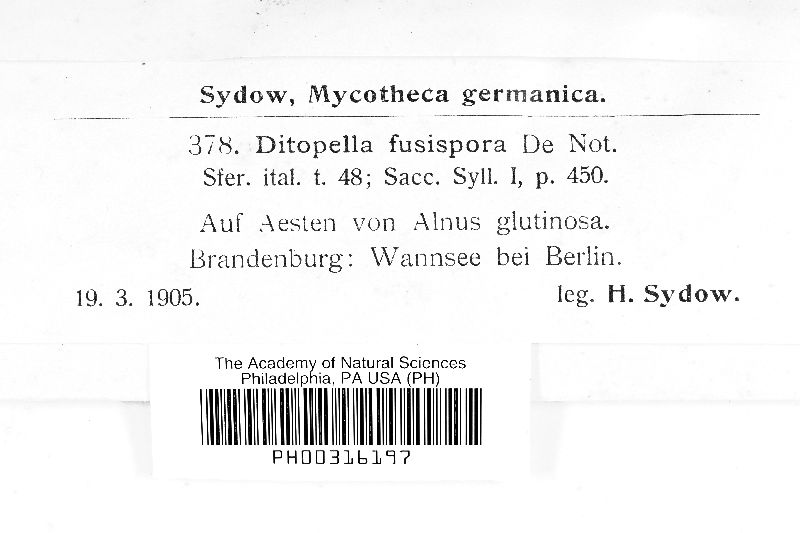 Sydow, Mycotheca germanica.
378. Ditopella fusispora De Not.
Sfer. ital. t. 48; Sacc. Syll. I, p. 450.
Auf Aesten von Alnus glutinosa.
Brandenburg: Wannsee bei Berlin.
19. 3. 1905. leg. H. Sydow.
The Academy of Natural Sciences
Philadelphia, PA USA (PH)
PH00316197